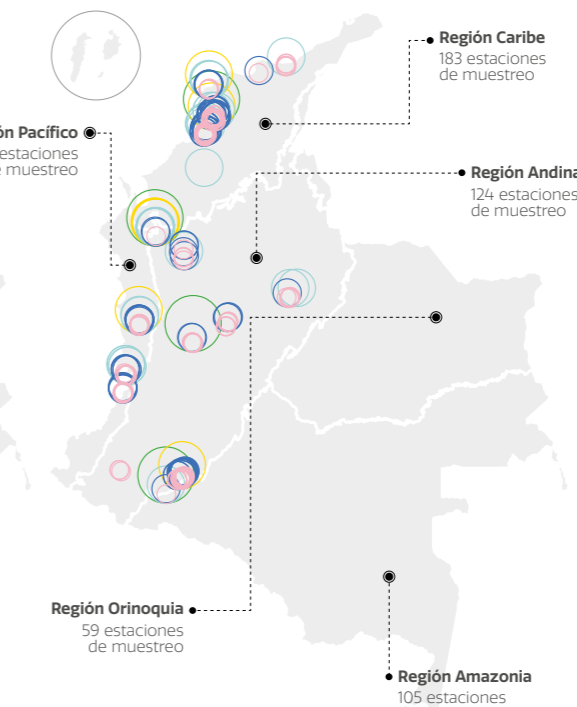 Región Caribe
183 estaciones
de muestreo
Pacífico
estaciones
muestreo
Región Andina
124 estaciones
de muestreo
Región Orinoquia
59 estaciones
de muestreo
Región Amazonia
105 estaciones